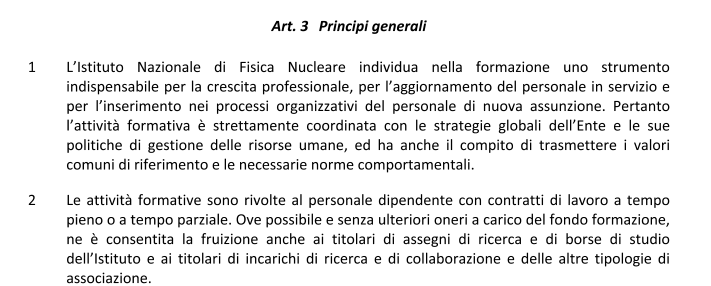 Art. 3 Principi generali
1 L’Istituto Nazionale di Fisica Nucleare individua nella formazione uno strumento
indispensabile per la crescita professionale, per l’aggiornamento del personale in servizio e
per l’inserimento nei processi organizzativi del personale di nuova assunzione. Pertanto
l’attività formativa è strettamente coordinata con le strategie globali dell’Ente e le sue
politiche di gestione delle risorse umane, ed ha anche il compito di trasmettere i valori
comuni di riferimento e le necessarie norme comportamentali.
2 Le attività formative sono rivolte al personale dipendente con contratti di lavoro a tempo
pieno o a tempo parziale. Ove possibile e senza ulteriori oneri a carico del fondo formazione,
ne è consentita la fruizione anche ai titolari di assegni di ricerca e di borse di studio
dell’Istituto e ai titolari di incarichi di ricerca e di collaborazione e delle altre tipologie di
associazione.